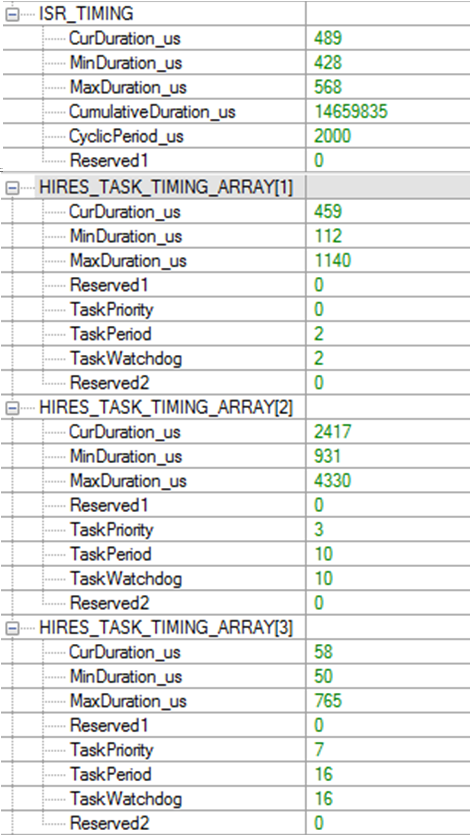 ISR_TIMING
CurDuration_us 489
MinDuration_us 428
MaxDuration_us 568
CumulativeDuration_us 14659835
CyclicPeriod_us 2000
Reserved1 0
HIRES_TASK_TIMING_ARRAY[1]
CurDuration_us 459
MinDuration_us 112
MaxDuration_us 1140
Reserved1 0
TaskPriority 0
TaskPeriod 2
TaskWatchdog 2
Reserved2 0
HIRES_TASK_TIMING_ARRAY[2]
CurDuration_us 2417
MinDuration_us 931
MaxDuration_us 4330
Reserved1 0
TaskPriority 3
TaskPeriod 10
TaskWatchdog 10
Reserved2 0
HIRES_TASK_TIMING_ARRAY[3]
CurDuration_us 58
MinDuration_us 50
MaxDuration_us 765
Reserved1 0
TaskPriority 7
TaskPeriod 16
TaskWatchdog 16
Reserved2 0